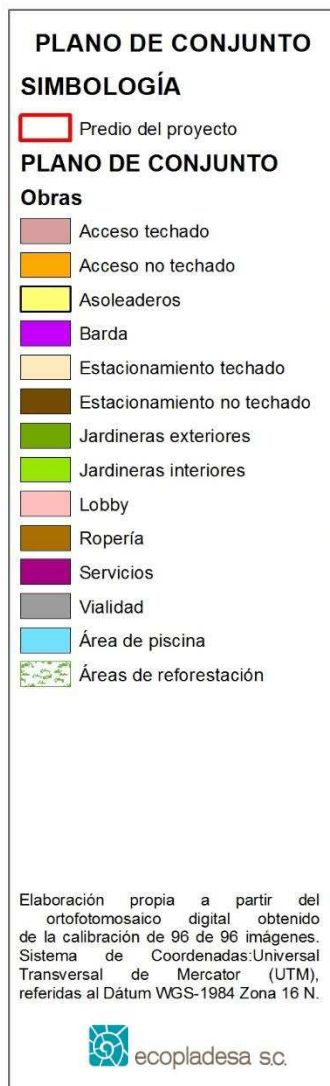 PLANO DE CONJUNTO
SIMBOLOGÍA
Predio del proyecto
PLANO DE CONJUNTO
Obras
Acceso techado
Acceso no techado
Asoleaderos
Barda
Estacionamiento techado
Estacionamiento no techado
Jardineras exteriores
Jardineras interiores
Lobby
Ropería
Servicios
Vialidad
Área de piscina
Áreas de reforestación
Elaboración propia a partir del
ortofotomosaico digital obtenido
de la calibración de 96 de 96 imágenes.
Sistema de Coordenadas:Universal
Transversal de Mercator (UTM),
referidas al Dátum WGS-1984 Zona 16 N.
ecopladesa s.c.